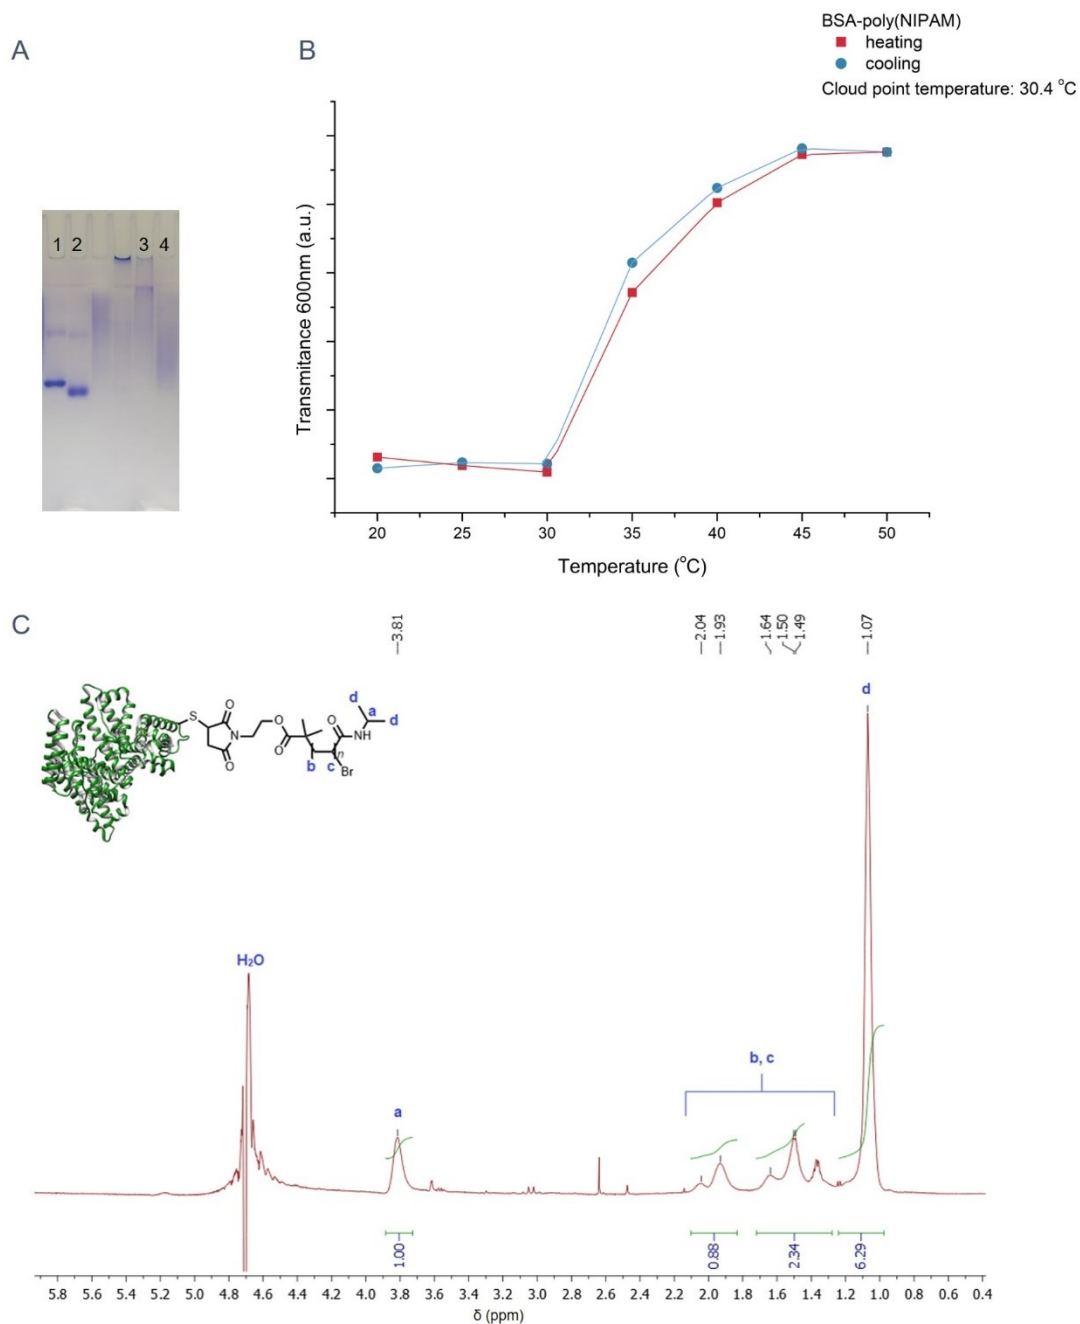 A
B
BSA-poly(NIPAM)
heating
cooling
Cloud point temperature: 30.4 °C
1 2 3 4
Transmitance 600nm (a.u.)
20 25 30 35 40 45 50
Temperature (°C)
C
3.81
2.04
1.93
1.64
1.50
1.49
1.07
d
d
a
d
S
O
N
O
O
O
O
NH
n
Br
b
c
H₂O
a
b, c
1.00
0.88
2.34
6.29
5.8 5.6 5.4 5.2 5.0 4.8 4.6 4.4 4.2 4.0 3.8 3.6 3.4 3.2 3.0 2.8 2.6 2.4 2.2 2.0 1.8 1.6 1.4 1.2 1.0 0.8 0.6 0.4
δ (ppm)